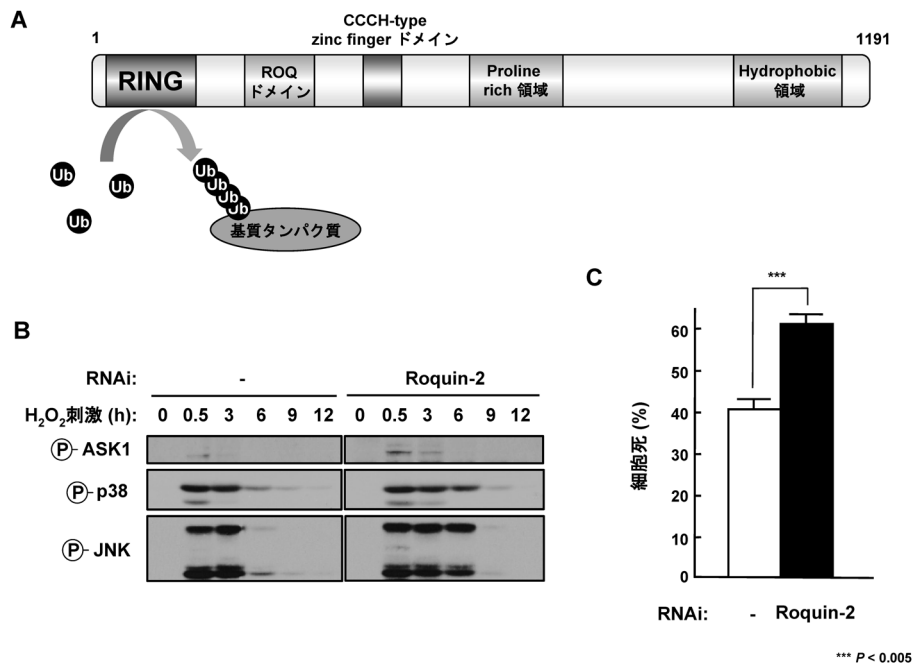 A
CCCH-type
zinc finger ドメイン
1
1191
RING
ROQ
ドメイン
Proline
rich 領域
Hydrophobic
領域
Ub
Ub
Ub
Ub
Ub
Ub
Ub
基質タンパク質
B
RNAi:
-
Roquin-2
H₂O₂刺激 (h):
0 0.5 3 6 9 12
0 0.5 3 6 9 12
P- ASK1
P- p38
P- JNK
C
***
60
50
40
30
20
10
0
細胞死 (%)
RNAi:
-
Roquin-2
*** P < 0.005